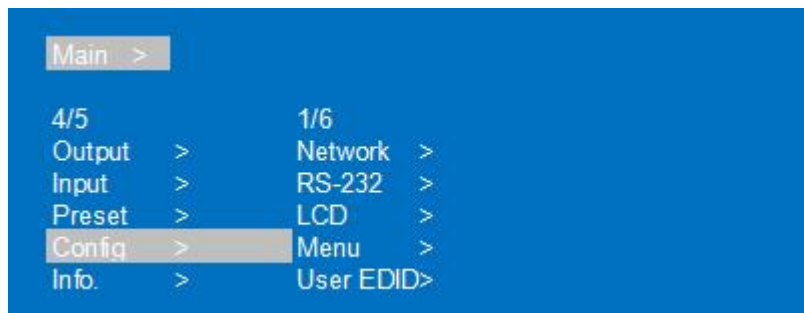 Main >
4/5 1/6
Output > Network >
Input > RS-232 >
Preset > LCD >
Config > Menu >
Info. > User EDID>